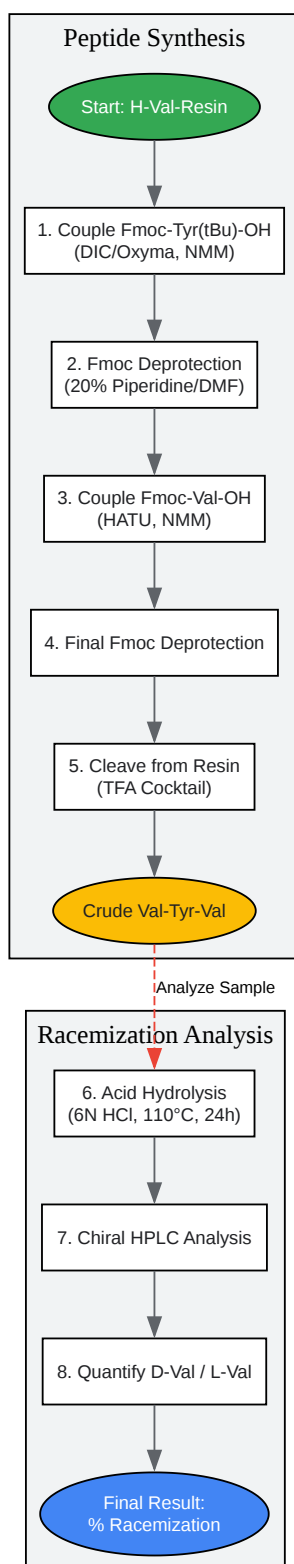 Peptide Synthesis
Start: H-Val-Resin
1. Couple Fmoc-Tyr(tBu)-OH
(DIC/Oxyma, NMM)
2. Fmoc Deprotection
(20% Piperidine/DMF)
3. Couple Fmoc-Val-OH
(HATU, NMM)
4. Final Fmoc Deprotection
5. Cleave from Resin
(TFA Cocktail)
Crude Val-Tyr-Val
Analyze Sample
Racemization Analysis
6. Acid Hydrolysis
(6N HCl, 110°C, 24h)
7. Chiral HPLC Analysis
8. Quantify D-Val / L-Val
Final Result:
% Racemization